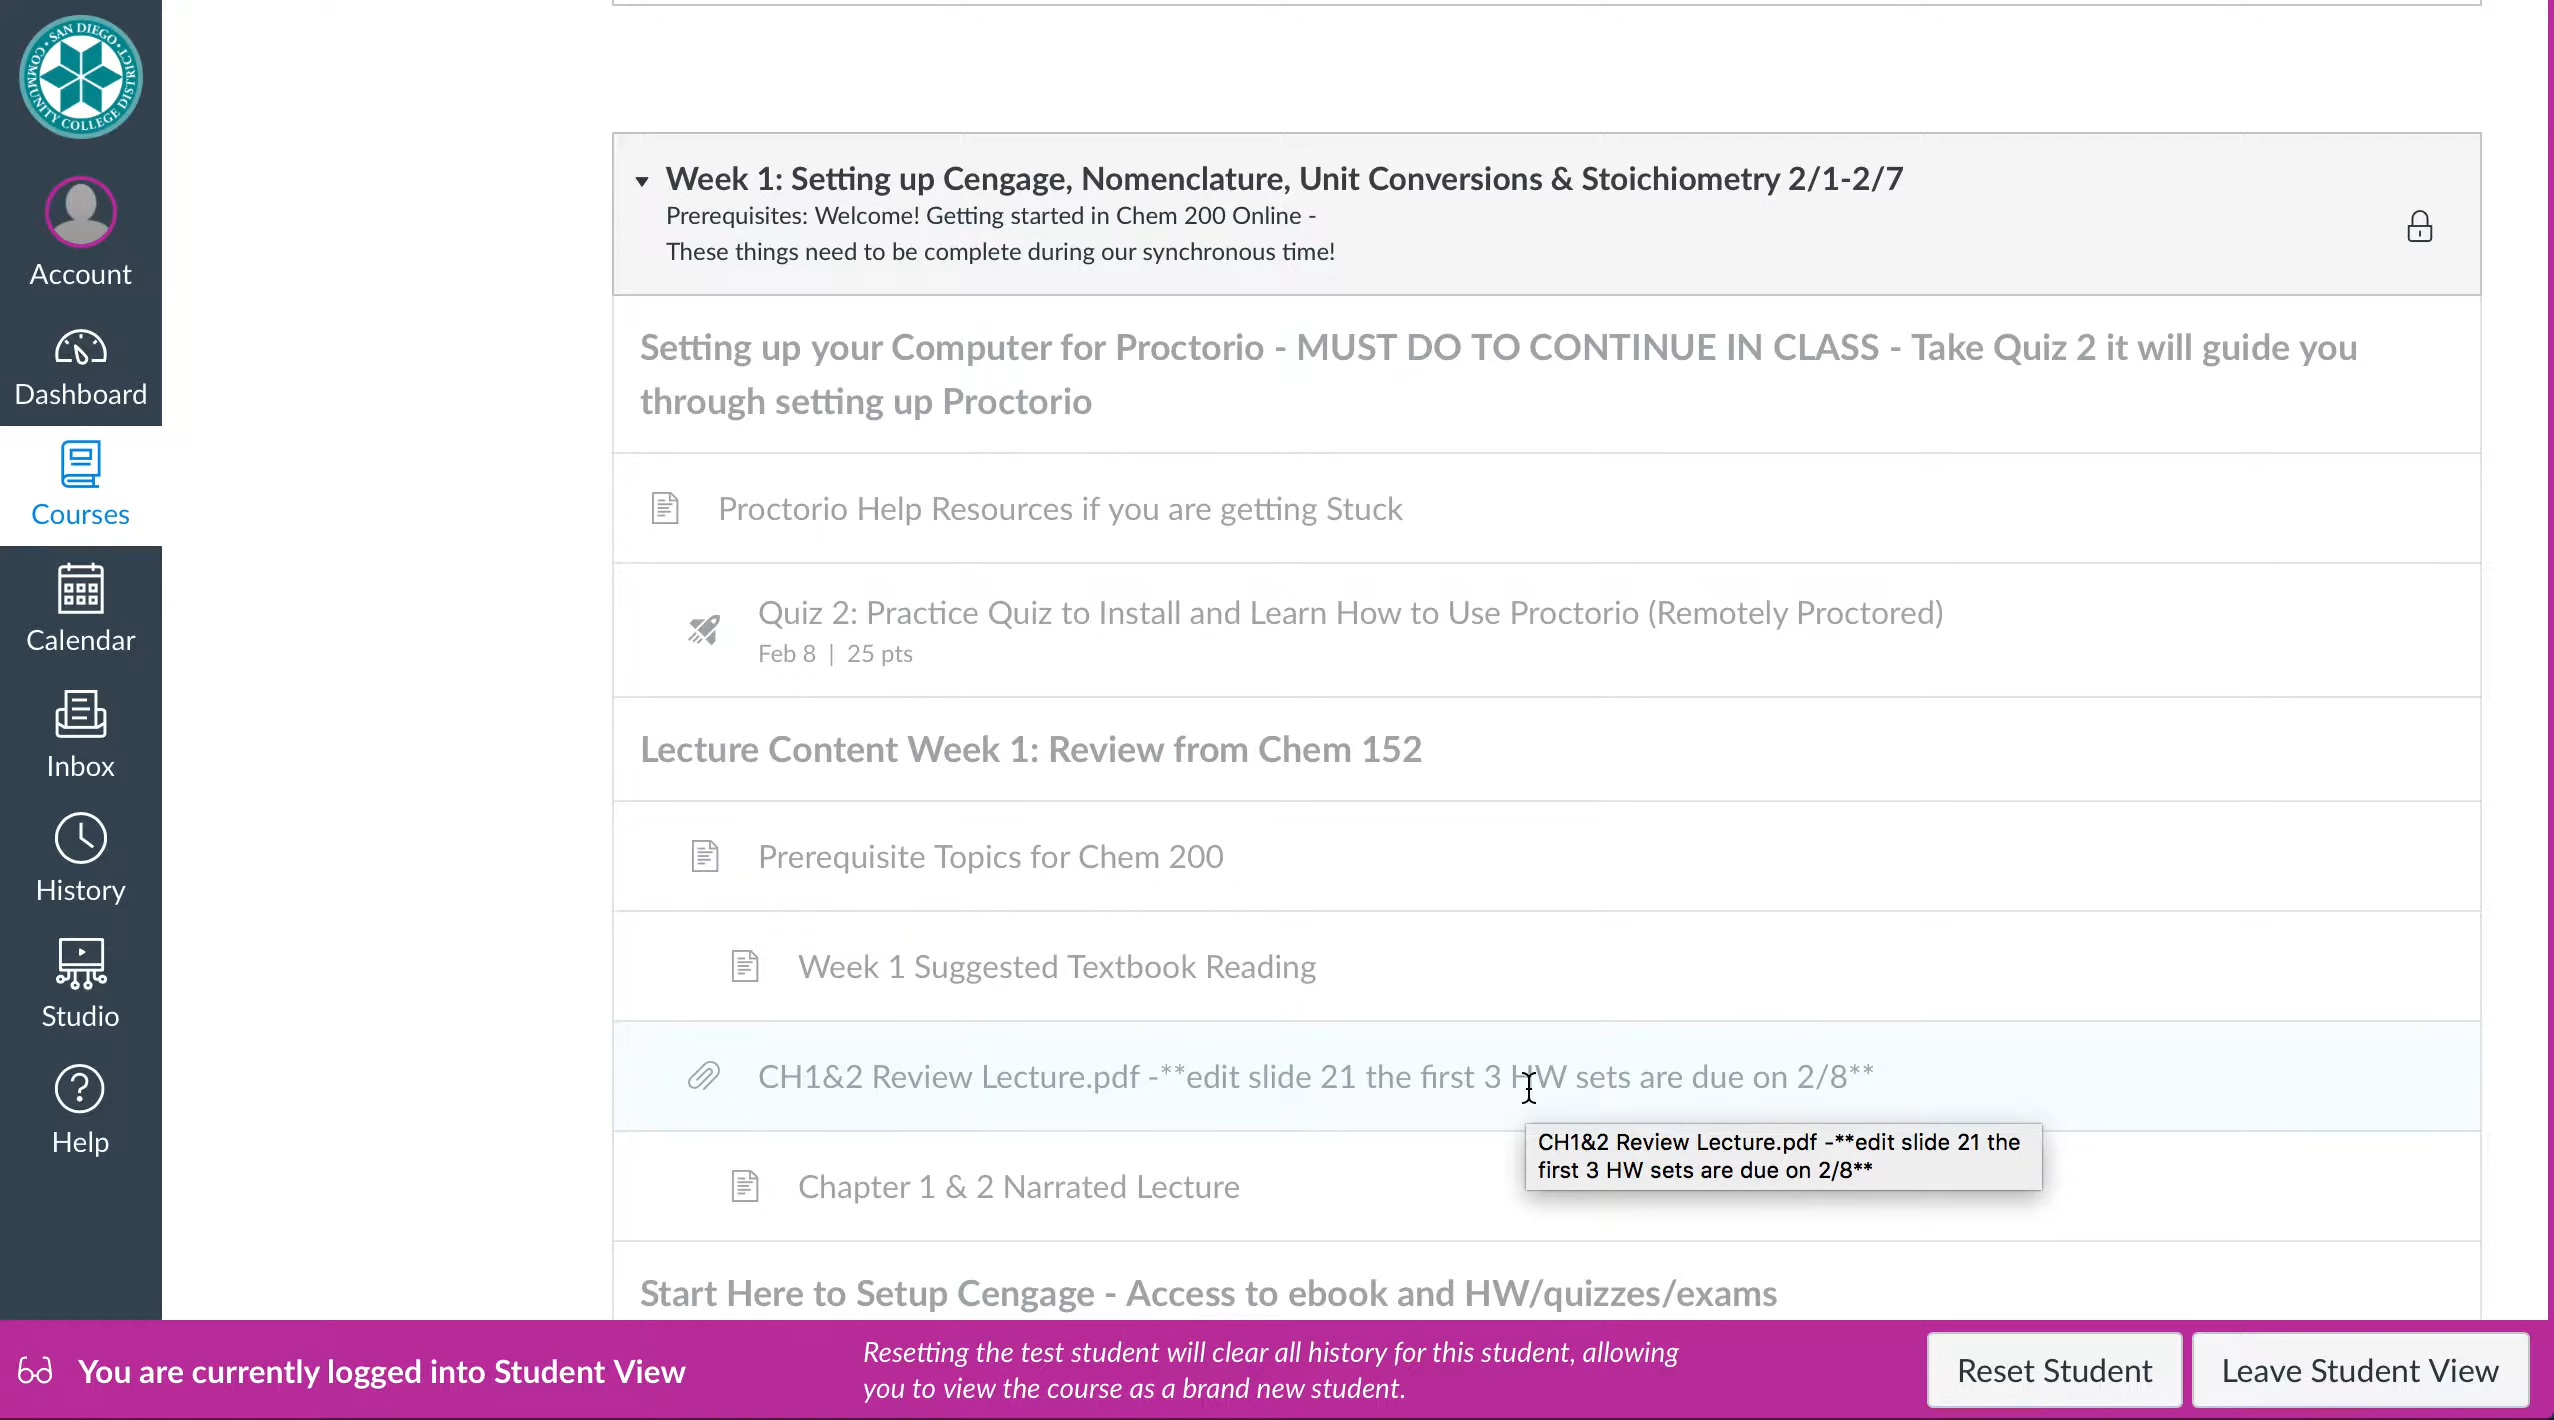 SAN DIEGO
COMMUNITY COLLEGE DISTRICT
Account
Dashboard
Courses
Calendar
Inbox
History
Studio
Help
Week 1: Setting up Cengage, Nomenclature, Unit Conversions & Stoichiometry 2/1-2/7
Prerequisites: Welcome! Getting started in Chem 200 Online -
These things need to be complete during our synchronous time!
Setting up your Computer for Proctorio - MUST DO TO CONTINUE IN CLASS - Take Quiz 2 it will guide you
through setting up Proctorio
Proctorio Help Resources if you are getting Stuck
Quiz 2: Practice Quiz to Install and Learn How to Use Proctorio (Remotely Proctored)
Feb 8 | 25 pts
Lecture Content Week 1: Review from Chem 152
Prerequisite Topics for Chem 200
Week 1 Suggested Textbook Reading
CH1&2 Review Lecture.pdf -**edit slide 21 the first 3 HW sets are due on 2/8**
CH1&2 Review Lecture.pdf -**edit slide 21 the
first 3 HW sets are due on 2/8**
Chapter 1 & 2 Narrated Lecture
Start Here to Setup Cengage - Access to ebook and HW/quizzes/exams
You are currently logged into Student View
Resetting the test student will clear all history for this student, allowing
you to view the course as a brand new student.
Reset Student
Leave Student View